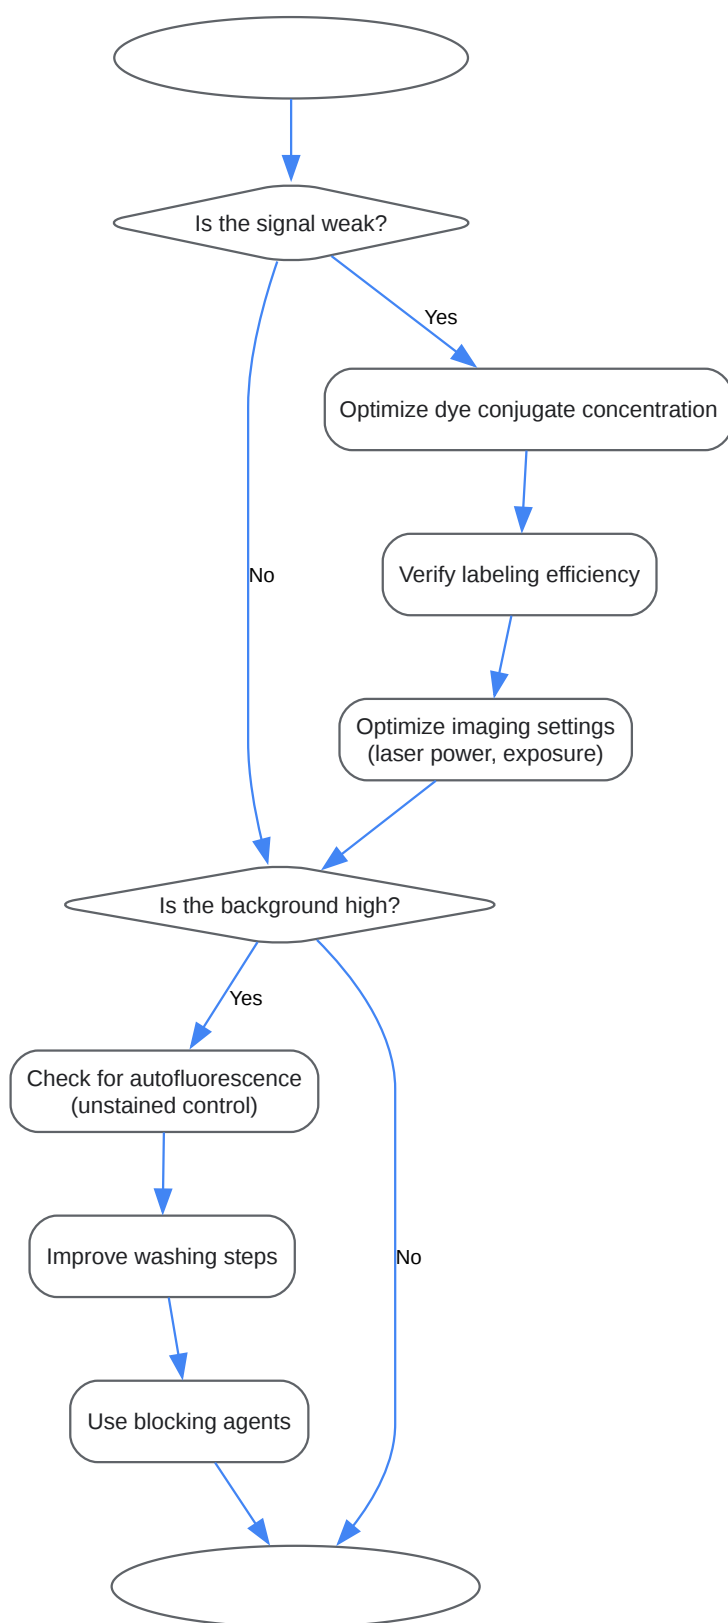 Is the signal weak?
Yes
Optimize dye conjugate concentration
No
Verify labeling efficiency
Optimize imaging settings
(laser power, exposure)
Is the background high?
Yes
Check for autofluorescence
(unstained control)
Improve washing steps
No
Use blocking agents